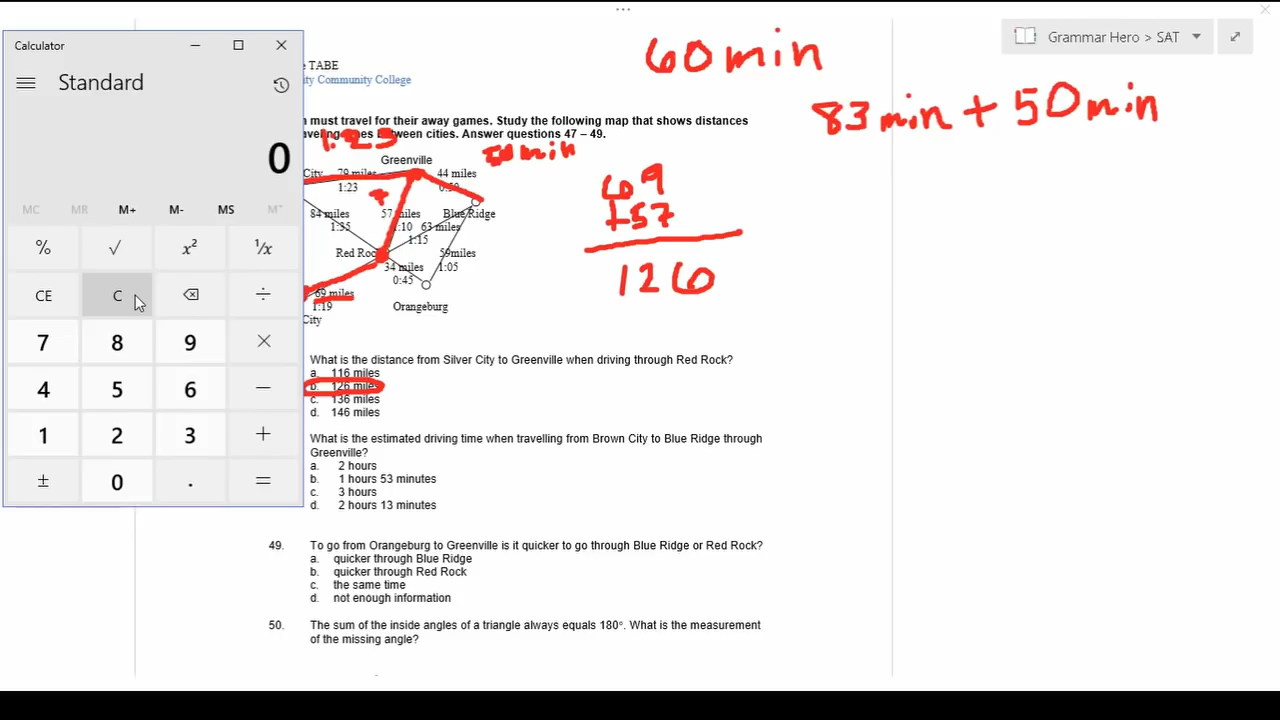 Calculator
Standard
0
MC MR M+ M- MS
% √ x² ¹/x
CE C ÷
7 8 9 ×
4 5 6 −
1 2 3 +
± 0 . =
Grammar Hero > SAT
60 min
83 min + 50 min
TABE
ity Community College
must travel for their away games. Study the following map that shows distances
between cities. Answer questions 47 – 49.
1:23
Greenville
50 min
City
79 miles
1:23
44 miles
+
84 miles
1:35
57 miles
1:10
63 miles
1:15
Blue Ridge
Red Rock
59miles
1:05
34 miles
0:45
69 miles
1:19
City
Orangeburg
69
+57
126
What is the distance from Silver City to Greenville when driving through Red Rock?
a. 116 miles
b. 126 miles
c. 136 miles
d. 146 miles
What is the estimated driving time when travelling from Brown City to Blue Ridge through
Greenville?
a. 2 hours
b. 1 hours 53 minutes
c. 3 hours
d. 2 hours 13 minutes
49. To go from Orangeburg to Greenville is it quicker to go through Blue Ridge or Red Rock?
a. quicker through Blue Ridge
b. quicker through Red Rock
c. the same time
d. not enough information
50. The sum of the inside angles of a triangle always equals 180°. What is the measurement
of the missing angle?